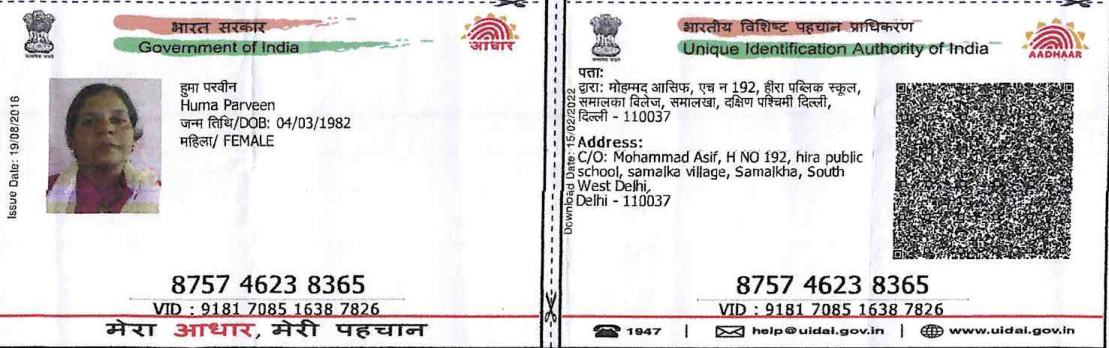 भारत सरकार
Government of India
आधार
Issue Date: 19/08/2016
हुमा परवीन
Huma Parveen
जन्म तिथि/DOB: 04/03/1982
महिला/ FEMALE
8757 4623 8365
VID : 9181 7085 1638 7826
मेरा आधार, मेरी पहचान
भारतीय विशिष्ट पहचान प्राधिकरण
Unique Identification Authority of India
AADHAAR
Download Date: 15/02/2022
पता:
द्वारा: मोहम्मद आसिफ, एच न 192, हीरा पब्लिक स्कूल,
समालका विलेज, समालखा, दक्षिण पश्चिमी दिल्ली,
दिल्ली - 110037
Address:
C/O: Mohammad Asif, H NO 192, hira public
school, samalka village, Samalkha, South
West Delhi,
Delhi - 110037
8757 4623 8365
VID : 9181 7085 1638 7826
1947 | help@uidai.gov.in | www.uidai.gov.in